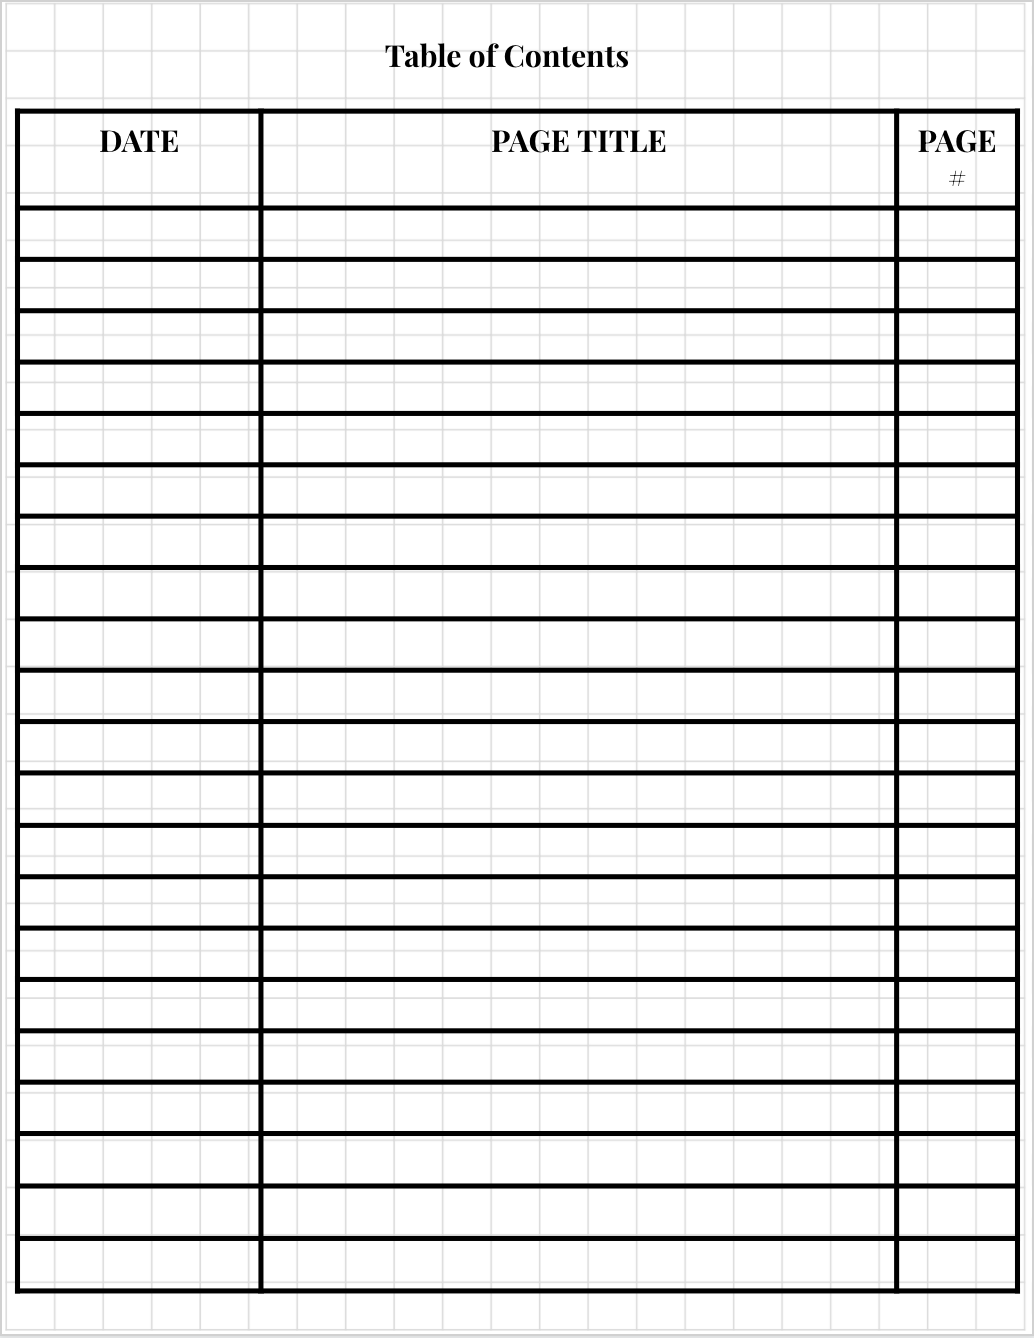 Table of Contents
DATE PAGE TITLE PAGE
#